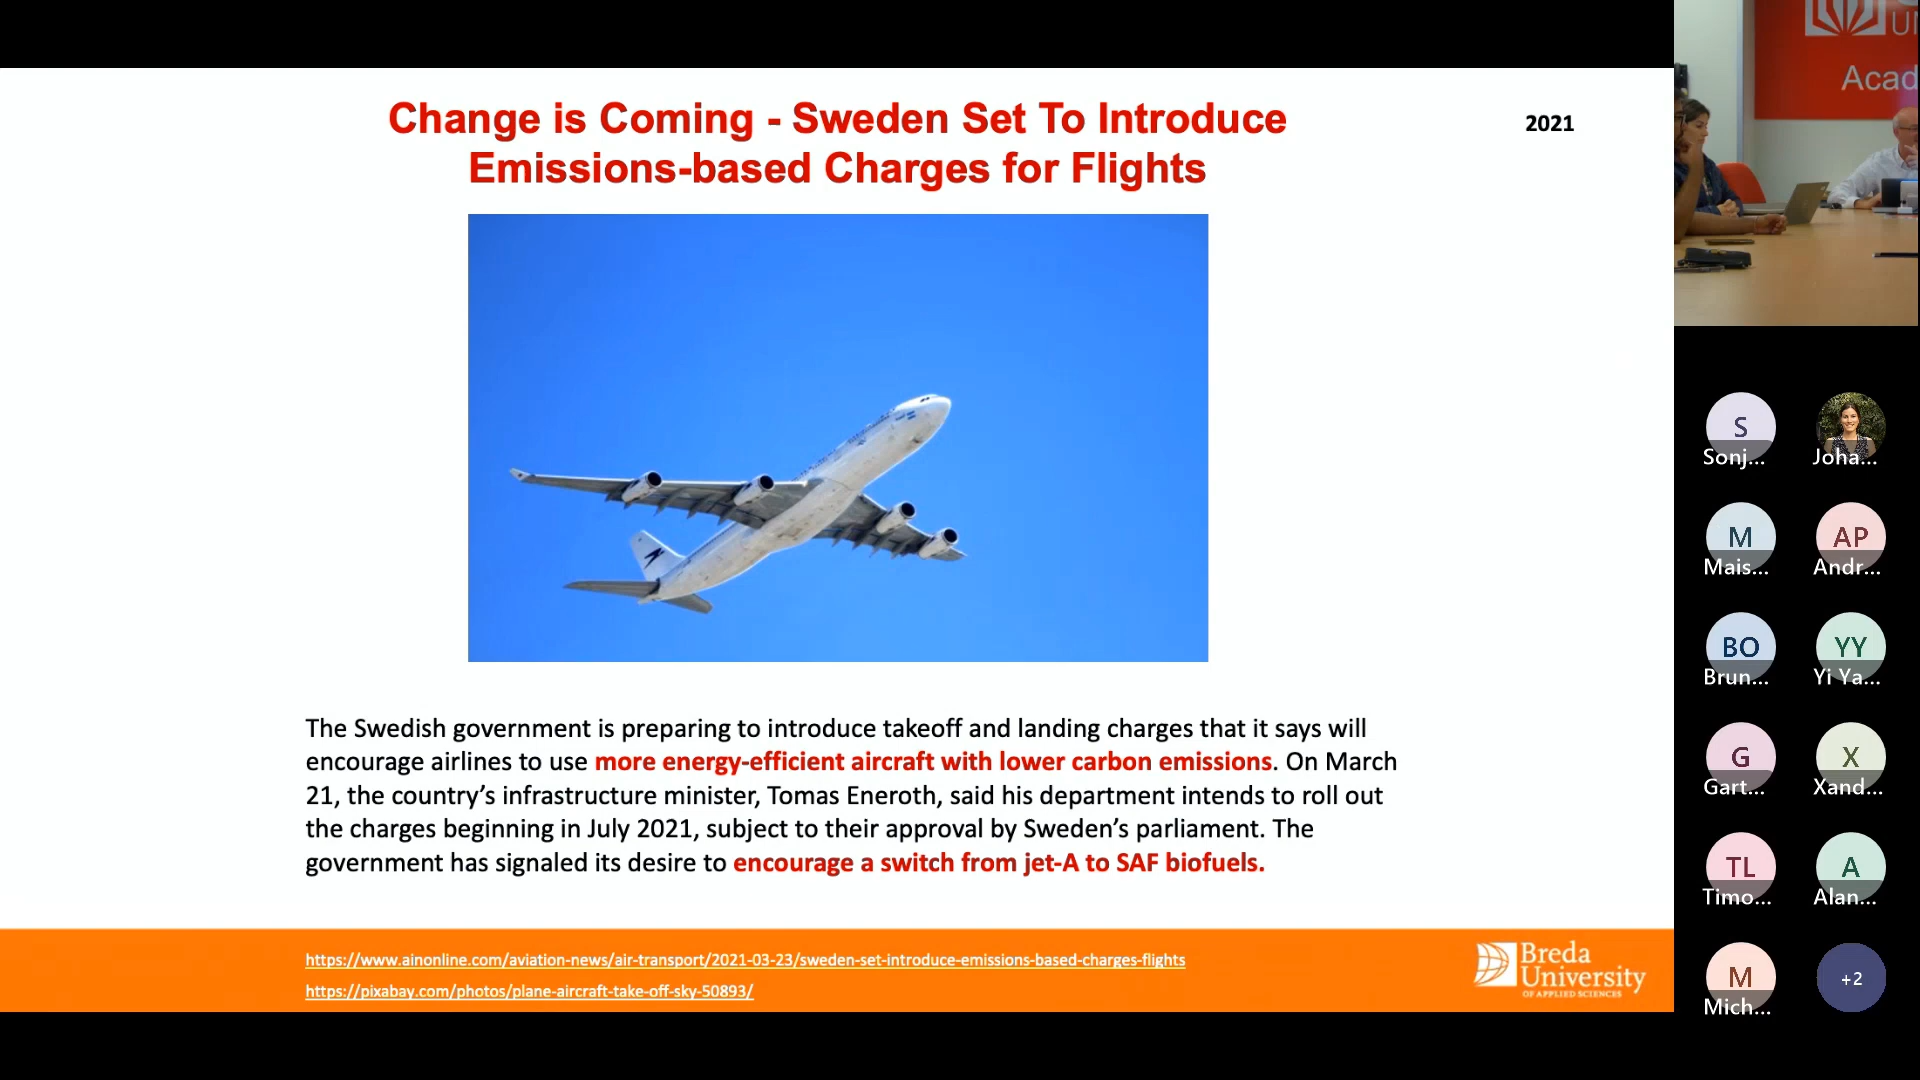 Change is Coming - Sweden Set To Introduce
Emissions-based Charges for Flights
2021
The Swedish government is preparing to introduce takeoff and landing charges that it says will
encourage airlines to use more energy-efficient aircraft with lower carbon emissions. On March
21, the country’s infrastructure minister, Tomas Eneroth, said his department intends to roll out
the charges beginning in July 2021, subject to their approval by Sweden’s parliament. The
government has signaled its desire to encourage a switch from jet-A to SAF biofuels.
https://www.ainonline.com/aviation-news/air-transport/2021-03-23/sweden-set-introduce-emissions-based-charges-flights
https://pixabay.com/photos/plane-aircraft-take-off-sky-50893/
Breda
University
OF APPLIED SCIENCES
UN
Acad
S
Sonj...
Joha...
M
Mais...
AP
Andr...
BO
Brun...
YY
Yi Ya...
G
Gart...
X
Xand...
TL
Timo...
A
Alan...
M
Mich...
+2